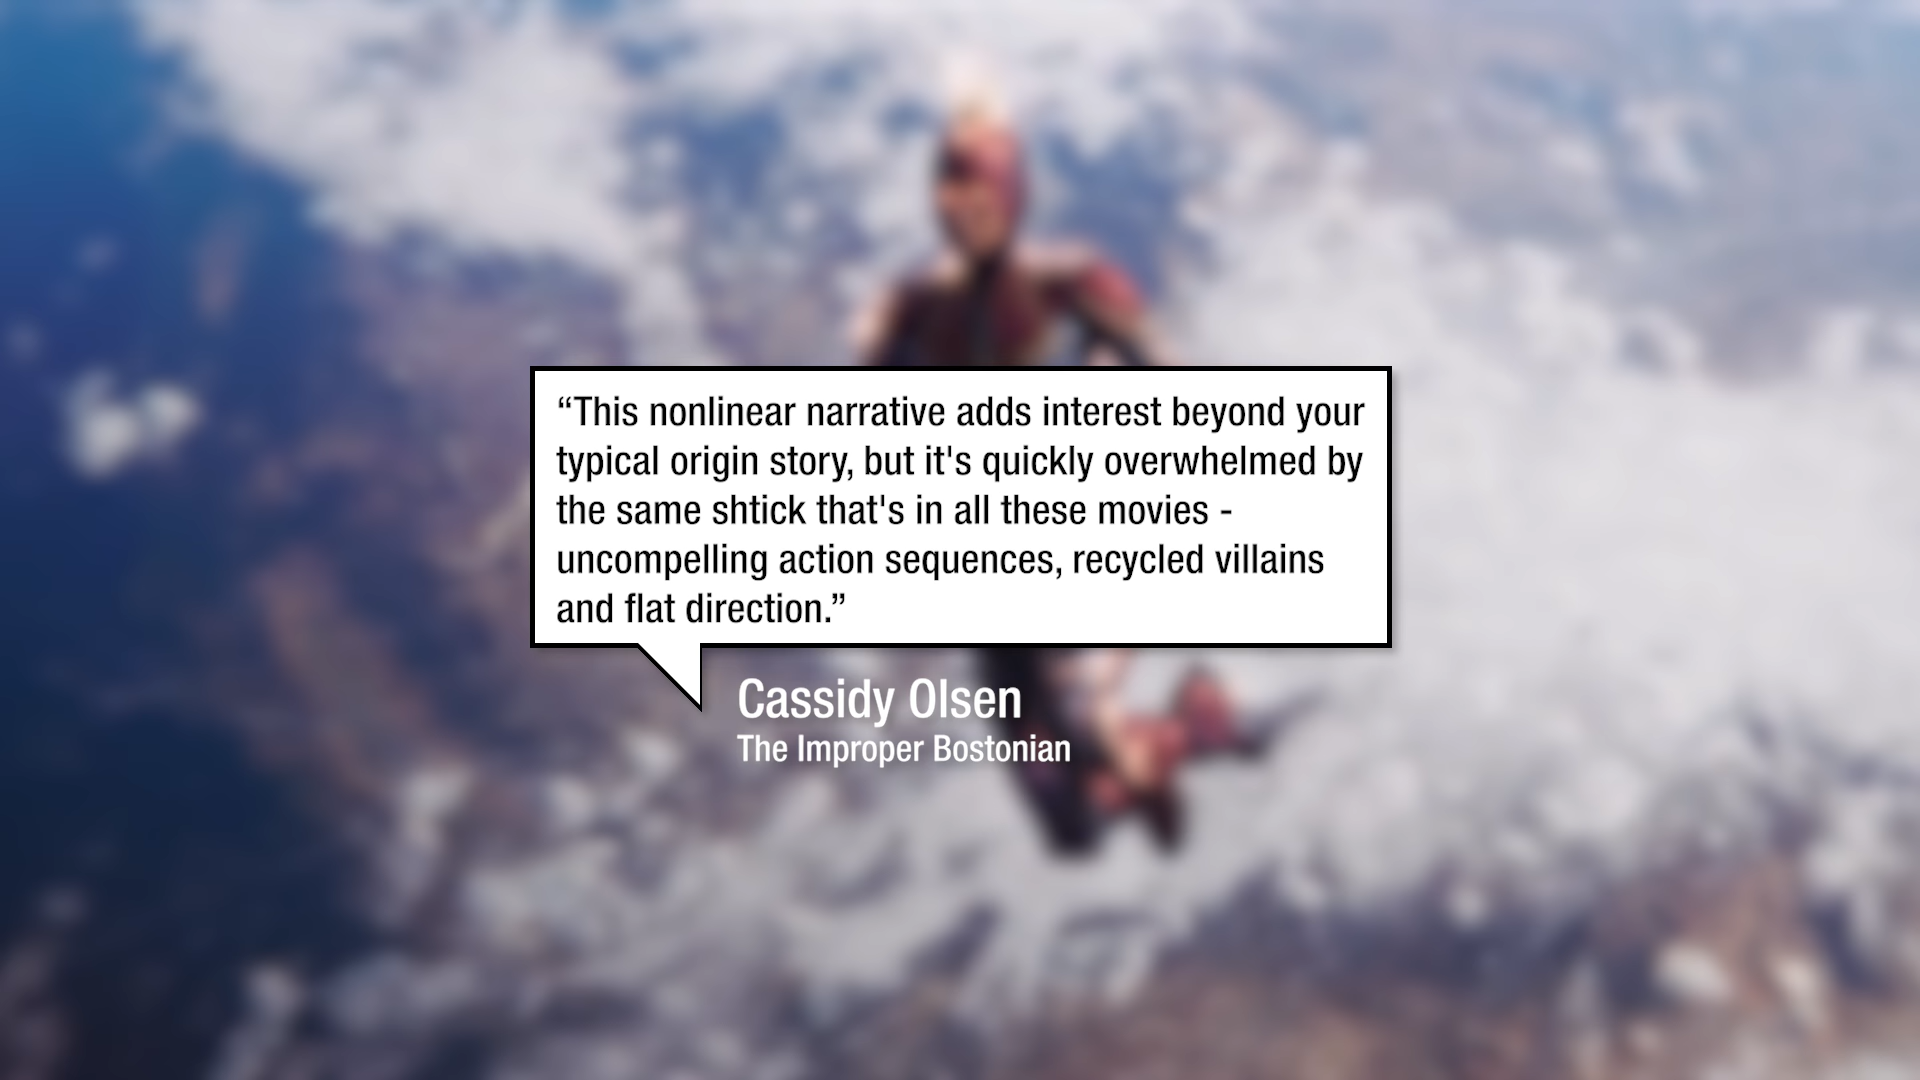 “This nonlinear narrative adds interest beyond your
typical origin story, but it's quickly overwhelmed by
the same shtick that's in all these movies -
uncompelling action sequences, recycled villains
and flat direction.”
Cassidy Olsen
The Improper Bostonian